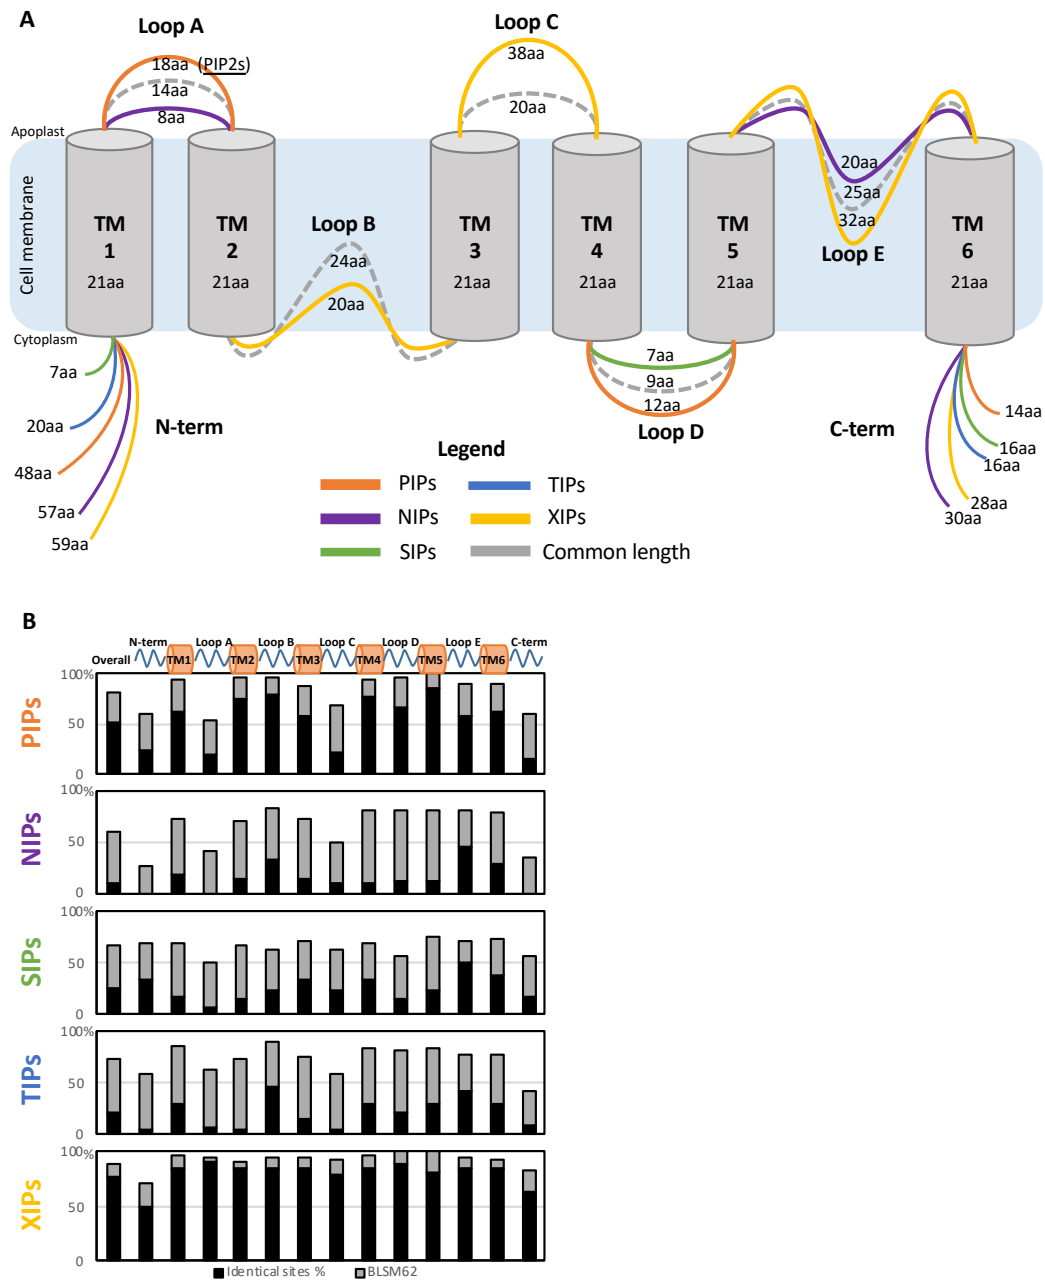 A
Loop A
Loop C
18aa (PIP2s)
14aa
8aa
38aa
20aa
Apoplast
Cell membrane
Cytoplasm
TM
1
21aa
TM
2
21aa
Loop B
24aa
20aa
TM
3
21aa
TM
4
21aa
TM
5
21aa
20aa
25aa
32aa
Loop E
TM
6
21aa
7aa
20aa
48aa
57aa
59aa
N-term
7aa
9aa
12aa
Loop D
C-term
14aa
16aa
16aa
28aa
30aa
Legend
PIPs
TIPs
NIPs
XIPs
SIPs
Common length
B
Overall N-term TM1 Loop A TM2 Loop B TM3 Loop C TM4 Loop D TM5 Loop E TM6 C-term
PIPs
100%
50
0
NIPs
100%
50
0
SIPs
100%
50
0
TIPs
100%
50
0
XIPs
100%
50
0
Identical sites % BLSM62